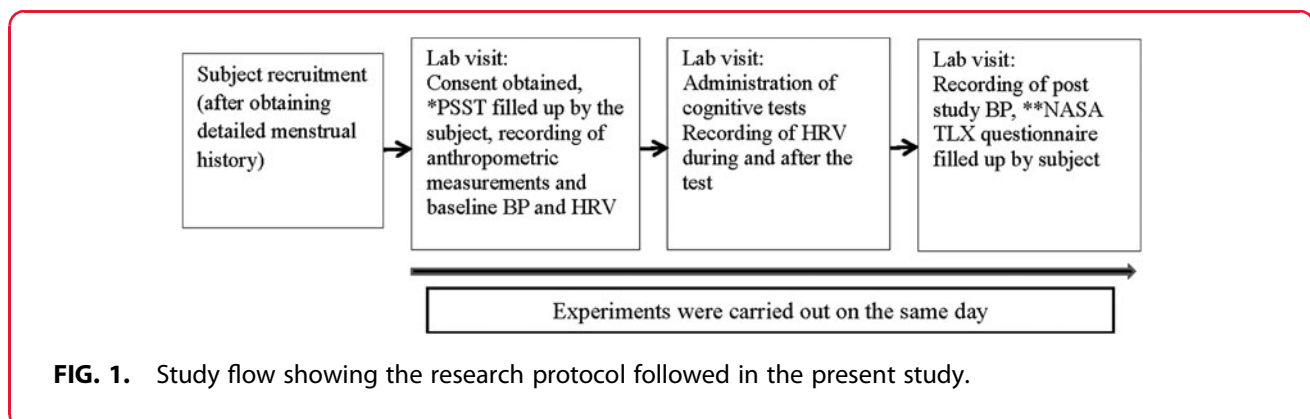 Subject recruitment
(after obtaining
detailed menstrual
history)
Lab visit:
Consent obtained,
*PSST filled up by the
subject, recording of
anthropometric
measurements and
baseline BP and HRV
Lab visit:
Administration of
cognitive tests
Recording of HRV
during and after the
test
Lab visit:
Recording of post
study BP, **NASA
TLX questionnaire
filled up by subject
Experiments were carried out on the same day
FIG. 1. Study flow showing the research protocol followed in the present study.